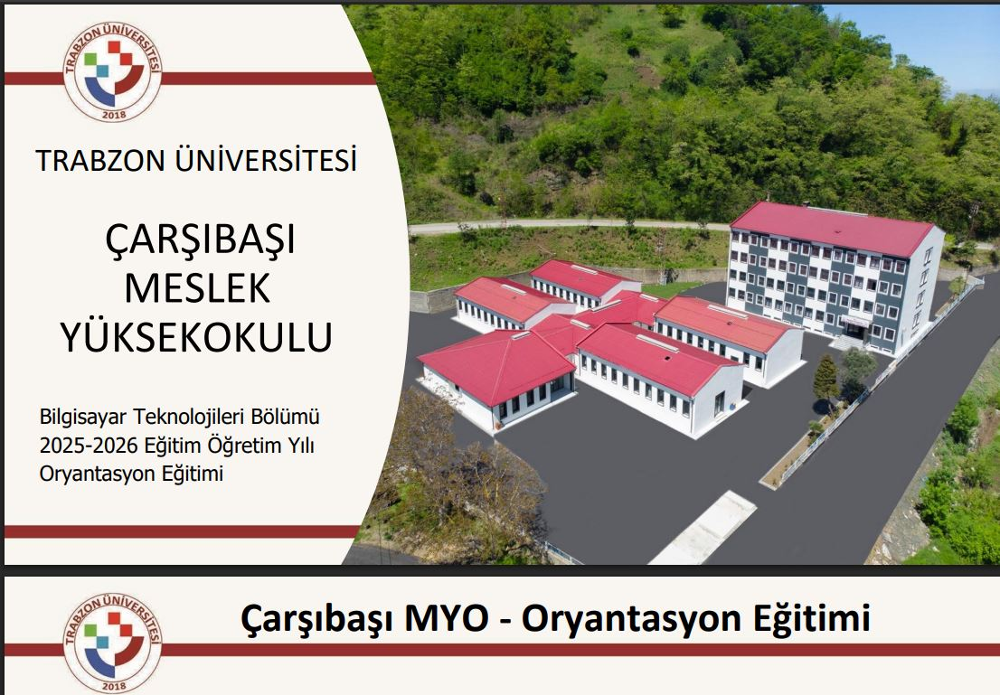 TRABZON ÜNİVERSİTESİ
2018
TRABZON ÜNİVERSİTESİ
ÇARŞIBAŞI
MESLEK
YÜKSEKOKULU
Bilgisayar Teknolojileri Bölümü
2025-2026 Eğitim Öğretim Yılı
Oryantasyon Eğitimi
TRABZON ÜNİVERSİTESİ
2018
Çarşıbaşı MYO - Oryantasyon Eğitimi